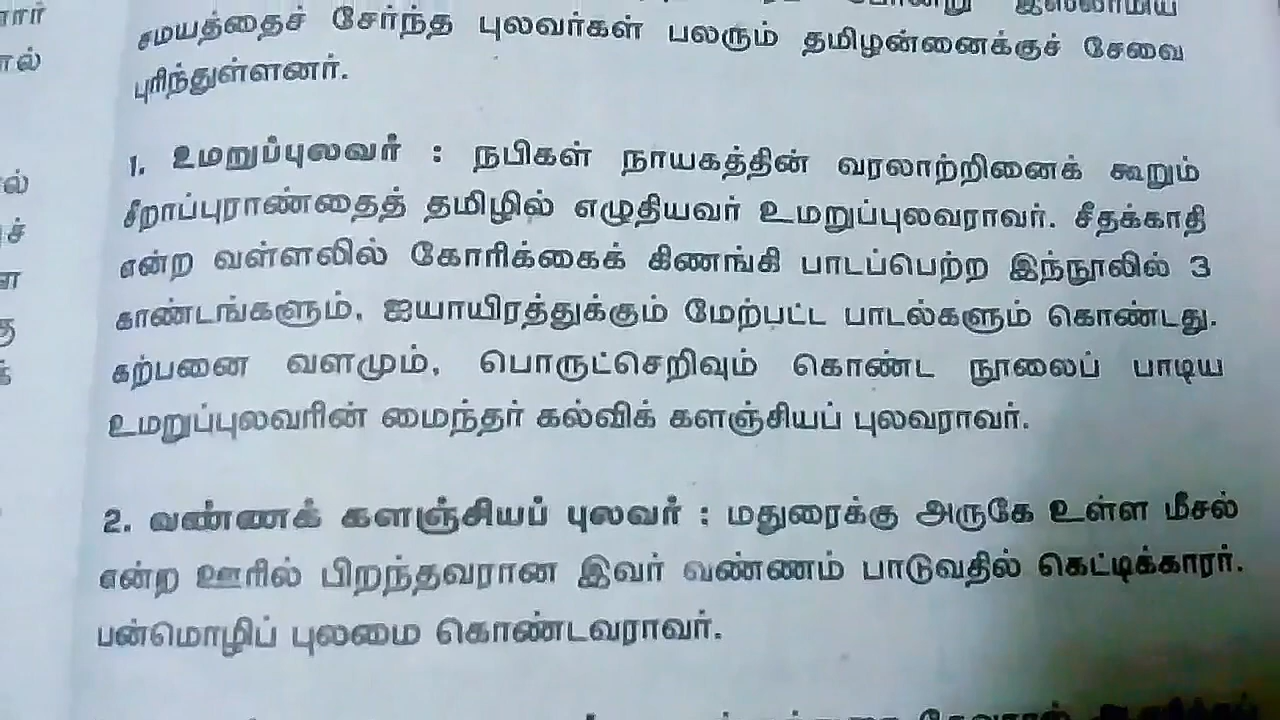 சமயத்தைச் சேர்ந்த புலவர்கள் பலரும் தமிழன்னைக்குச் சேவை
புரிந்துள்ளனர்.
1. உமறுப்புலவர் : நபிகள் நாயகத்தின் வரலாற்றினைக் கூறும்
சீறாப்புராண்தைத் தமிழில் எழுதியவர் உமறுப்புலவராவர். சீதக்காதி
என்ற வள்ளலில் கோரிக்கைக் கிணங்கி பாடப்பெற்ற இந்நூலில் 3
காண்டங்களும், ஐயாயிரத்துக்கும் மேற்பட்ட பாடல்களும் கொண்டது.
கற்பனை வளமும், பொருட்செறிவும் கொண்ட நூலைப் பாடிய
உமறுப்புலவரின் மைந்தர் கல்விக் களஞ்சியப் புலவராவர்.
2. வண்ணக் களஞ்சியப் புலவர் : மதுரைக்கு அருகே உள்ள மீசல்
என்ற ஊரில் பிறந்தவரான இவர் வண்ணம் பாடுவதில் கெட்டிக்காரர்.
பன்மொழிப் புலமை கொண்டவராவர்.